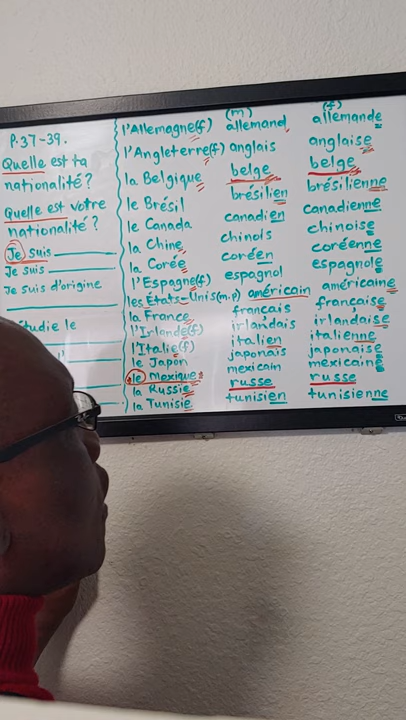 P.37-39.
Quelle est ta
nationalité?
Quelle est votre
nationalité?
Je suis
Je suis
Je suis d'origine
tudie le
(m) (f)
l'Allemagne(f) allemand allemande
l'Angleterre(f) anglais anglaise
la Belgique belge belge
le Brésil brésilien brésilienne
le Canada canadien canadienne
la Chine chinois chinoise
la Corée coréen coréenne
l'Espagne(f) espagnol espagnole
les États-Unis(m.p) américain américaine
la France français française
l'Irlande(f) irlandais irlandaise
l'Italie(f) italien italienne
le Japon japonais japonaise
le Mexique mexicain mexicaine
la Russie russe russe
la Tunisie tunisien tunisienne